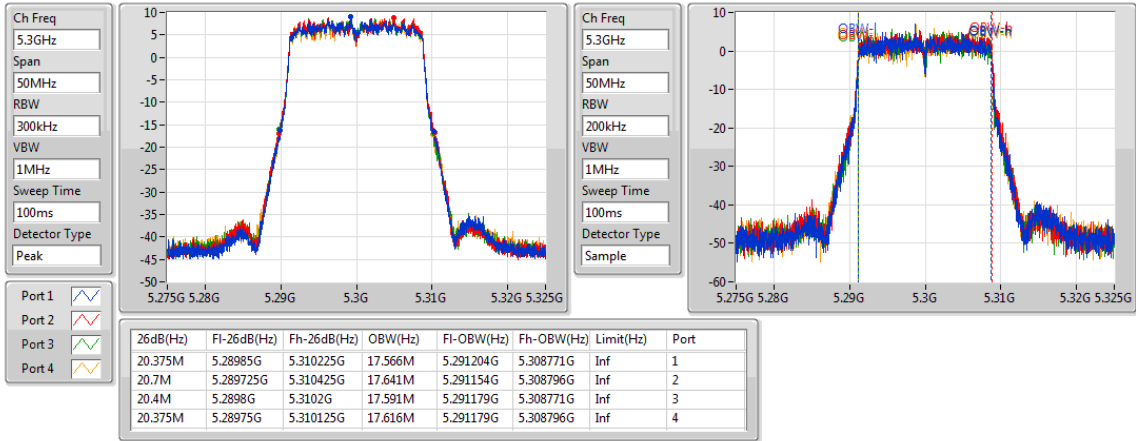 Ch Freq
5.3GHz
Span
50MHz
RBW
300kHz
VBW
1MHz
Sweep Time
100ms
Detector Type
Peak
10
5
0
-5
-10
-15
-20
-25
-30
-35
-40
-45
-50
5.275G 5.28G 5.29G 5.3G 5.31G 5.32G 5.325G
Ch Freq
5.3GHz
Span
50MHz
RBW
200kHz
VBW
1MHz
Sweep Time
100ms
Detector Type
Sample
10
0
-10
-20
-30
-40
-50
-60
5.275G 5.28G 5.29G 5.3G 5.31G 5.32G 5.325G
OBW-l OBW-h
Port 1
Port 2
Port 3
Port 4
26dB(Hz) Fl-26dB(Hz) Fh-26dB(Hz) OBW(Hz) Fl-OBW(Hz) Fh-OBW(Hz) Limit(Hz) Port
20.375M 5.28985G 5.310225G 17.566M 5.291204G 5.308771G Inf 1
20.7M 5.289725G 5.310425G 17.641M 5.291154G 5.308796G Inf 2
20.4M 5.2898G 5.3102G 17.591M 5.291179G 5.308771G Inf 3
20.375M 5.28975G 5.310125G 17.616M 5.291179G 5.308796G Inf 4